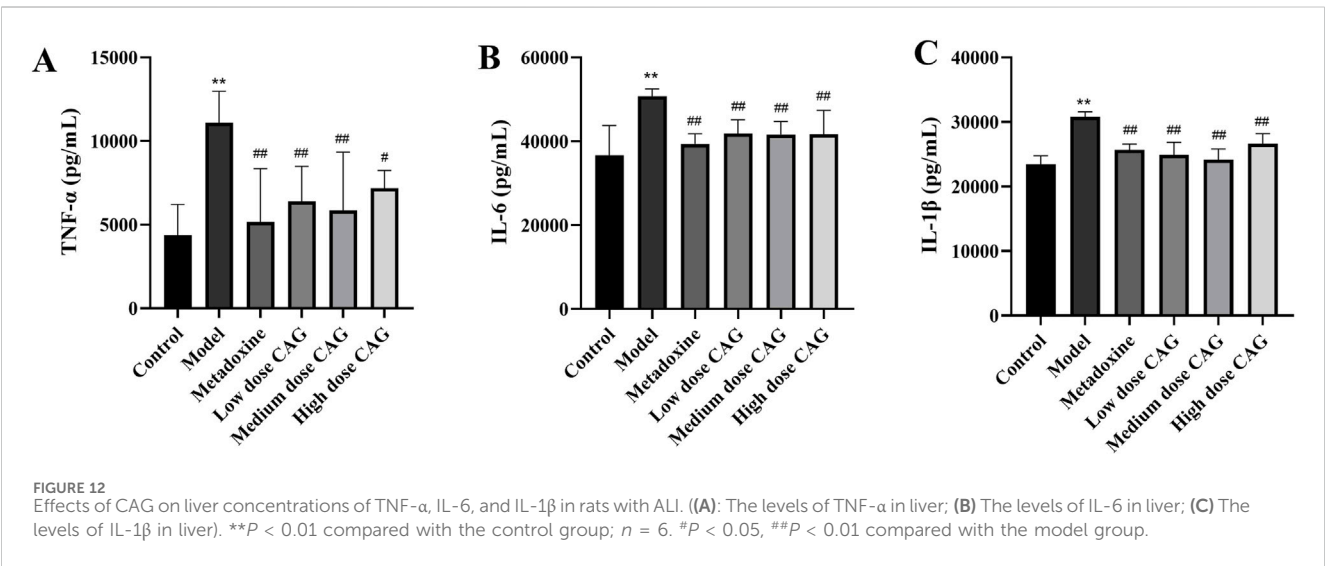 A
TNF-α (pg/mL)
15000
10000
5000
0
**
##
##
##
#
Control
Model
Metadoxine
Low dose CAG
Medium dose CAG
High dose CAG
B
IL-6 (pg/mL)
60000
40000
20000
0
**
##
##
##
##
Control
Model
Metadoxine
Low dose CAG
Medium dose CAG
High dose CAG
C
IL-1β (pg/mL)
40000
30000
20000
10000
0
**
##
##
##
##
Control
Model
Metadoxine
Low dose CAG
Medium dose CAG
High dose CAG
FIGURE 12
Effects of CAG on liver concentrations of TNF-α, IL-6, and IL-1β in rats with ALI. ((A): The levels of TNF-α in liver; (B) The levels of IL-6 in liver; (C) The
levels of IL-1β in liver). **P < 0.01 compared with the control group; n = 6. #P < 0.05, ##P < 0.01 compared with the model group.